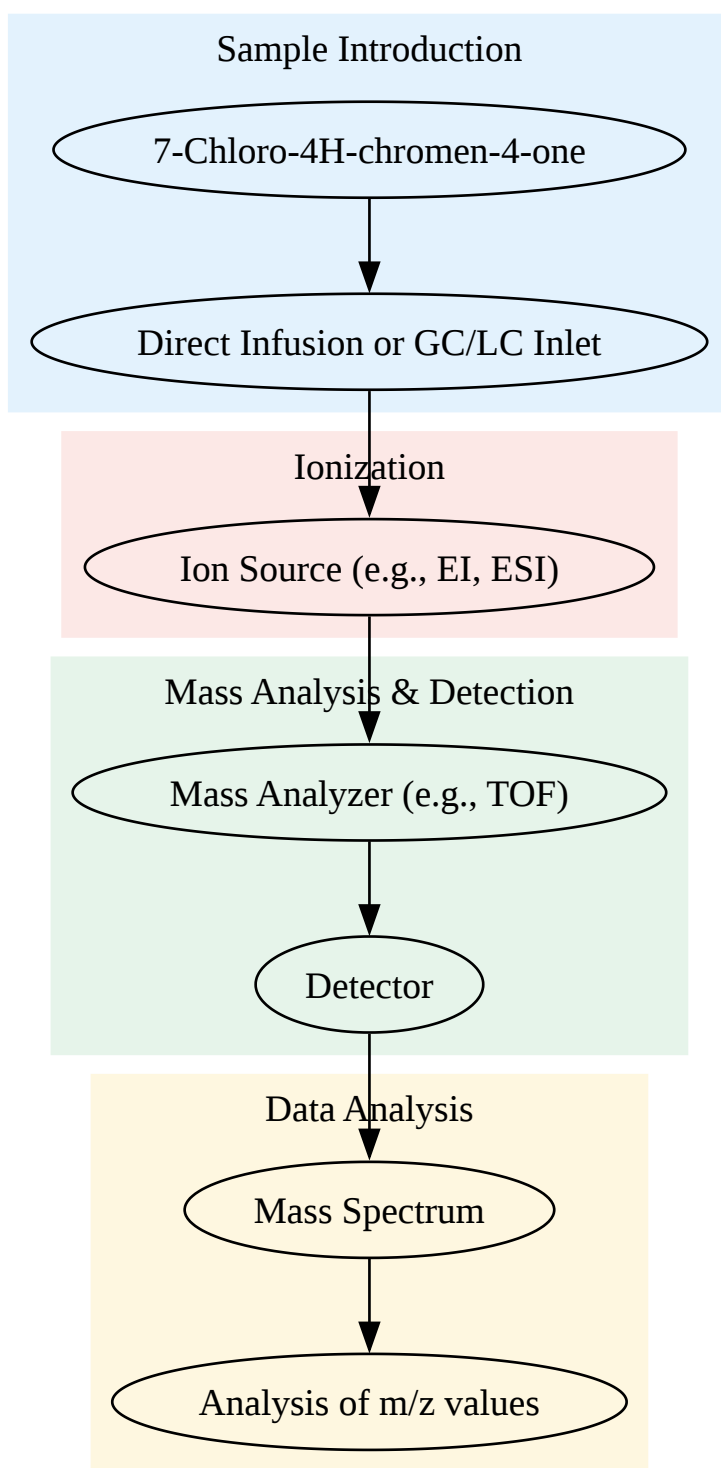 Sample Introduction
7-Chloro-4H-chromen-4-one
Direct Infusion or GC/LC Inlet
Ionization
Ion Source (e.g., EI, ESI)
Mass Analysis & Detection
Mass Analyzer (e.g., TOF)
Detector
Data Analysis
Mass Spectrum
Analysis of m/z values